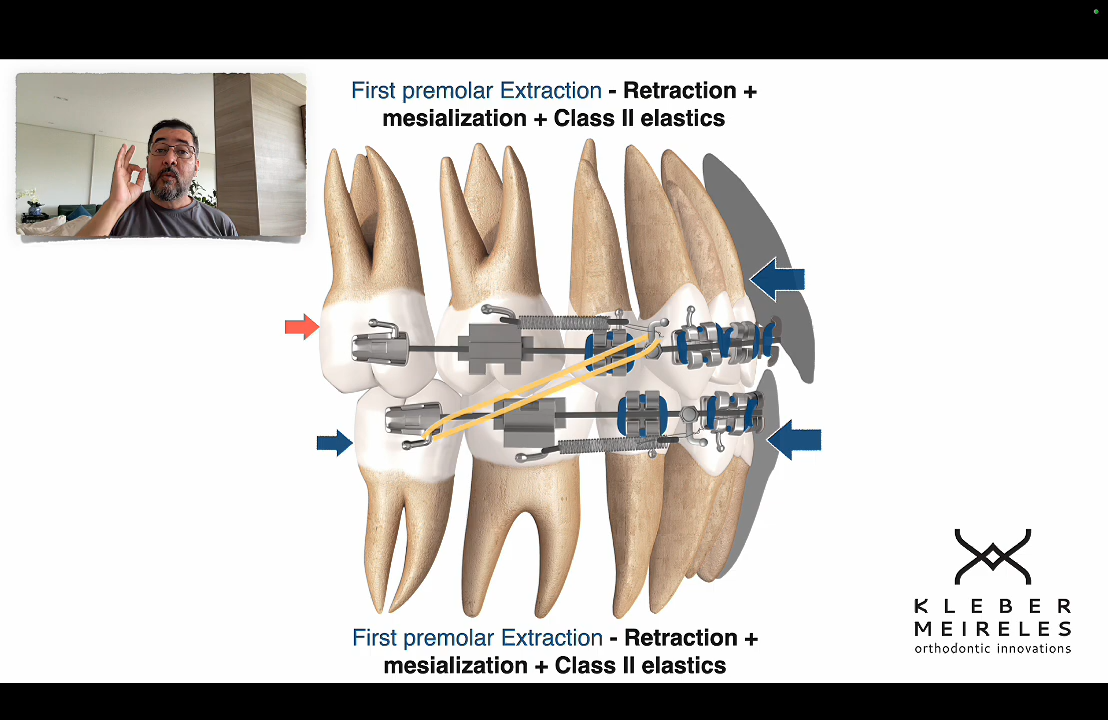 First premolar Extraction - Retraction +
mesialization + Class II elastics
First premolar Extraction - Retraction +
mesialization + Class II elastics
KLEBER
MEIRELES
orthodontic innovations